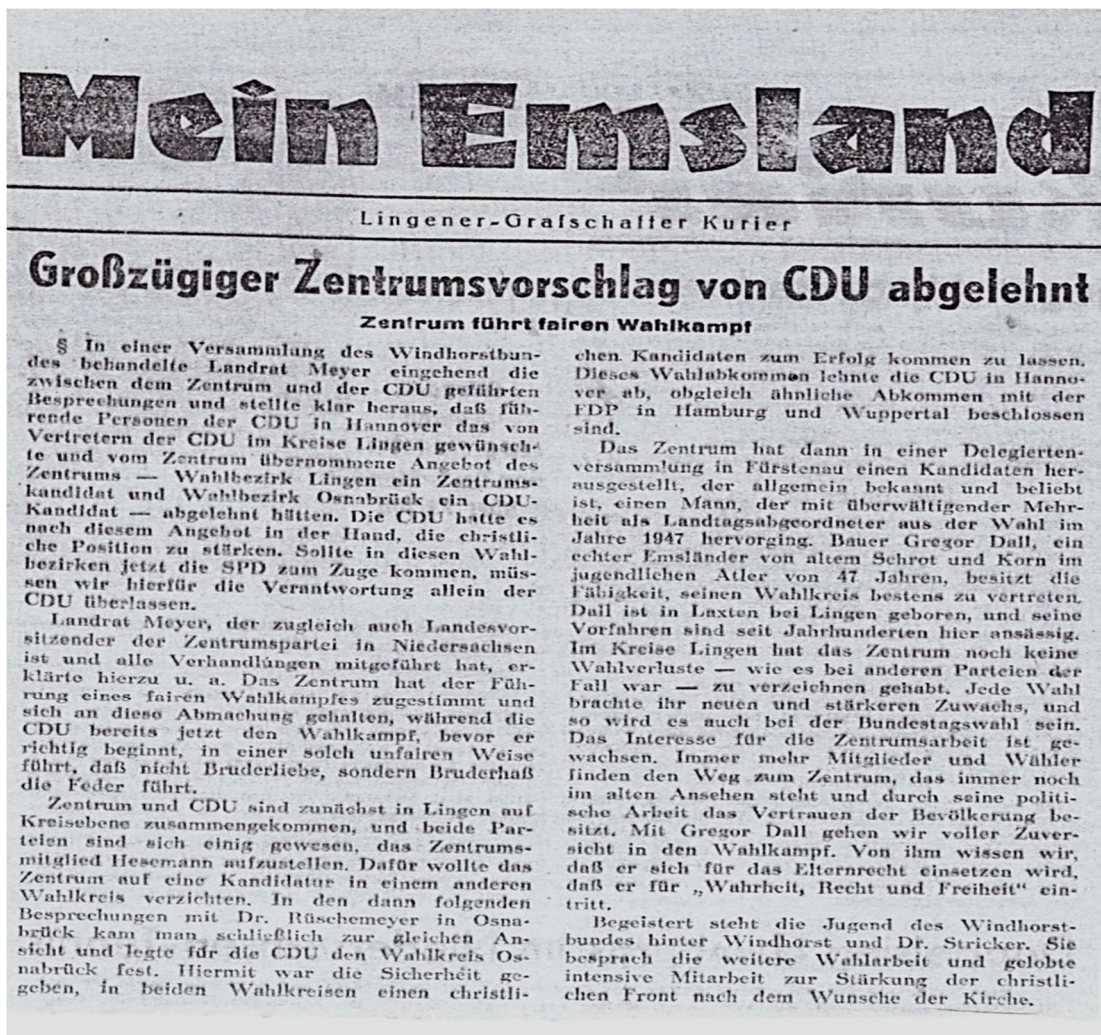 Mein Emsland
Lingener-Grafschafter Kurier
Großzügiger Zentrumsvorschlag von CDU abgelehnt
Zentrum führt fairen Wahlkampf
§ In einer Versammlung des Windhorstbun-
des behandelte Landrat Meyer eingehend die
zwischen dem Zentrum und der CDU geführten
Besprechungen und stellte klar heraus, daß füh-
rende Personen der CDU in Hannover das von
Vertretern der CDU im Kreise Lingen gewünsch-
te und vom Zentrum übernommene Angebot des
Zentrums — Wahlbezirk Lingen ein Zentrums-
kandidat und Wahlbezirk Osnabrück ein CDU-
Kandidat — abgelehnt hätten. Die CDU hatte es
nach diesem Angebot in der Hand, die christli-
che Position zu stärken. Sollte in diesen Wahl-
bezirken jetzt die SPD zum Zuge kommen, müs-
sen wir hierfür die Verantwortung allein der
CDU überlassen.
Landrat Meyer, der zugleich auch Landesvor-
sitzender der Zentrumspartei in Niedersachsen
ist und alle Verhandlungen mitgeführt hat, er-
klärte hierzu u. a. Das Zentrum hat der Füh-
rung eines fairen Wahlkampfes zugestimmt und
sich an diese Abmachung gehalten, während die
CDU bereits jetzt den Wahlkampf, bevor er
richtig beginnt, in einer solch unfairen Weise
führt, daß nicht Bruderliebe, sondern Bruderhaß
die Feder führt.
Zentrum und CDU sind zunächst in Lingen auf
Kreisebene zusammengekommen, und beide Par-
teien sind sich einig gewesen, das Zentrums-
mitglied Hesemann aufzustellen. Dafür wollte das
Zentrum auf eine Kandidatur in einem anderen
Wahlkreis verzichten. In den dann folgenden
Besprechungen mit Dr. Rüschemeyer in Osna-
brück kam man schließlich zur gleichen An-
sicht und legte für die CDU den Wahlkreis Os-
nabrück fest. Hiermit war die Sicherheit ge-
geben, in beiden Wahlkreisen einen christli-
chen Kandidaten zum Erfolg kommen zu lassen.
Dieses Wahlabkommen lehnte die CDU in Hanno-
ver ab, obgleich ähnliche Abkommen mit der
FDP in Hamburg und Wuppertal beschlossen
sind.
Das Zentrum hat dann in einer Delegierten-
versammlung in Fürstenau einen Kandidaten her-
ausgestellt, der allgemein bekannt und beliebt
ist, einen Mann, der mit überwältigender Mehr-
heit als Landtagsabgeordneter aus der Wahl im
Jahre 1947 hervorging. Bauer Gregor Dall, ein
echter Emsländer von altem Schrot und Korn im
jugendlichen Atler von 47 Jahren, besitzt die
Fähigkeit, seinen Wahlkreis bestens zu vertreten.
Dall ist in Laxten bei Lingen geboren, und seine
Vorfahren sind seit Jahrhunderten hier ansässig.
Im Kreise Lingen hat das Zentrum noch keine
Wahlverluste — wie es bei anderen Parteien der
Fall war — zu verzeichnen gehabt. Jede Wahl
brachte ihr neuen und stärkeren Zuwachs, und
so wird es auch bei der Bundestagswahl sein.
Das Interesse für die Zentrumsarbeit ist ge-
wachsen. Immer mehr Mitglieder und Wähler
finden den Weg zum Zentrum, das immer noch
im alten Ansehen steht und durch seine politi-
sche Arbeit das Vertrauen der Bevölkerung be-
sitzt. Mit Gregor Dall gehen wir voller Zuver-
sicht in den Wahlkampf. Von ihm wissen wir,
daß er sich für das Elternrecht einsetzen wird,
daß er für „Wahrheit, Recht und Freiheit“ ein-
tritt.
Begeistert steht die Jugend des Windhorst-
bundes hinter Windhorst und Dr. Stricker. Sie
besprach die weitere Wahlarbeit und gelobte
intensive Mitarbeit zur Stärkung der christli-
chen Front nach dem Wunsche der Kirche.